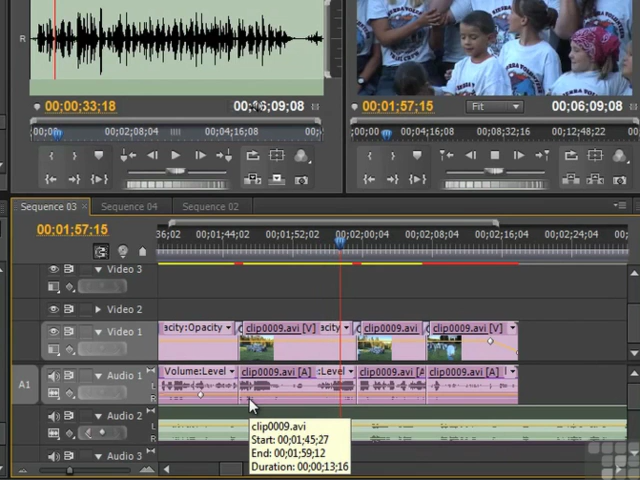 R
00;00;33;18
;06;09;08
00;01;57;15
Fit
00;06;09;08
00;00
00;02;08;04
00;04;16;08
00;
;00;00
00;04;16;08
00;08;32;16
00;12;48;22
00;
Sequence 03
Sequence 04
Sequence 02
00;01;57;15
36;02
00;01;44;02
00;01;52;02
00;02;00;04
00;02;08;04
00;02;16;04
00;02;24;04
00;
Video 3
Video 2
Video 1
acity:Opacity
clip0009.avi [V]
acity
clip0009.avi [V]
clip0009.avi [V]
A1
Audio 1
L
R
Volume:Level
clip0009.avi [A]
:Level
clip0009.avi [A
clip0009.avi [A]
Audio 2
L
R
clip0009.avi
Start: 00;01;45;27
End: 00;01;59;12
Duration: 00;00;13;16
Audio 3